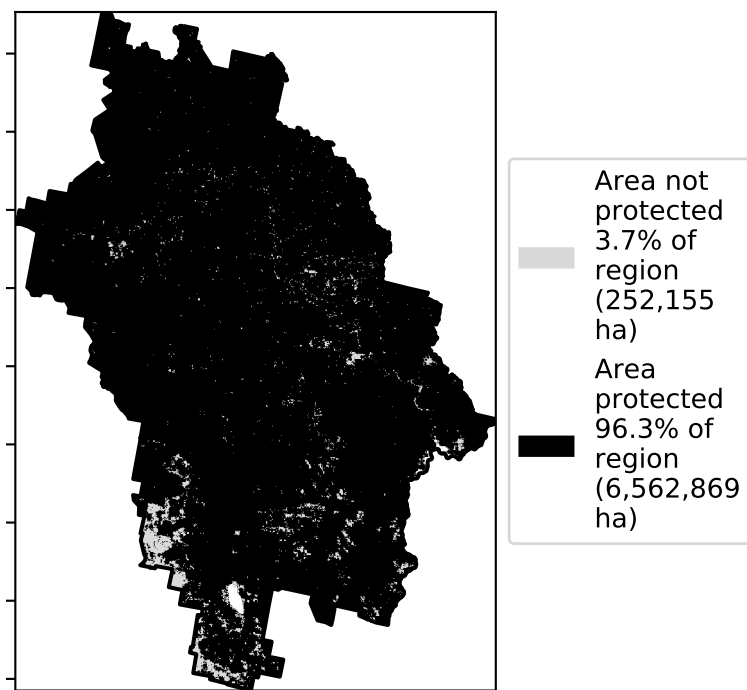 Area not
protected
3.7% of
region
(252,155
ha)
Area
protected
96.3% of
region
(6,562,869
ha)